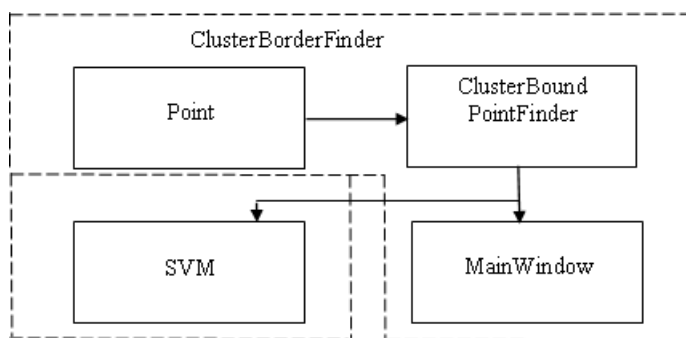 ClusterBorderFinder
Point
ClusterBound
PointFinder
SVM
MainWindow